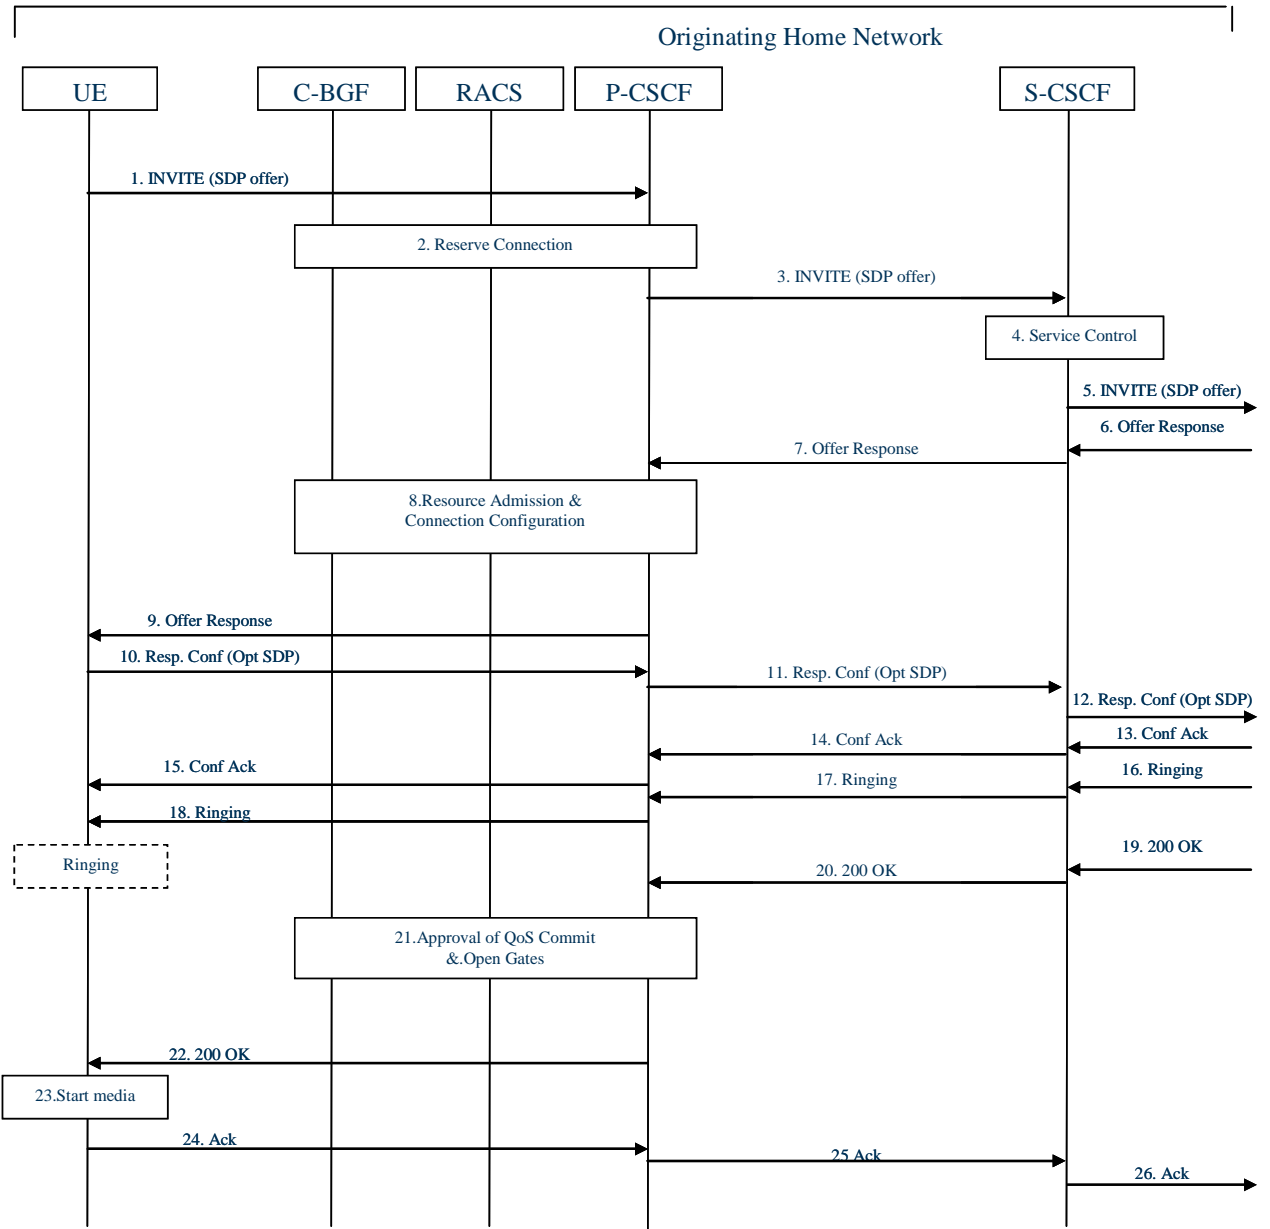 Originating Home Network
UE
C-BGF
RACS
P-CSCF
S-CSCF
1. INVITE (SDP offer)
2. Reserve Connection
3. INVITE (SDP offer)
4. Service Control
5. INVITE (SDP offer)
6. Offer Response
7. Offer Response
8.Resource Admission &
Connection Configuration
9. Offer Response
10. Resp. Conf (Opt SDP)
11. Resp. Conf (Opt SDP)
12. Resp. Conf (Opt SDP)
13. Conf Ack
14. Conf Ack
15. Conf Ack
16. Ringing
17. Ringing
18. Ringing
Ringing
19. 200 OK
20. 200 OK
21.Approval of QoS Commit
&.Open Gates
22. 200 OK
23.Start media
24. Ack
25 Ack
26. Ack